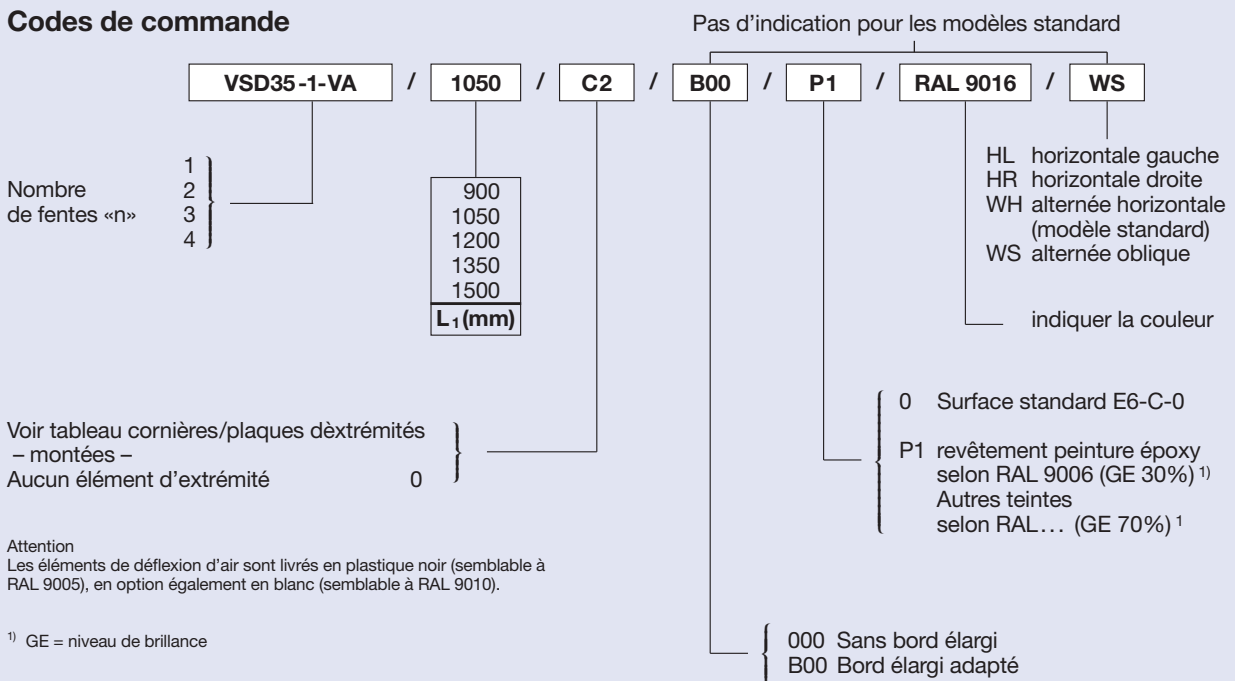 Codes de commande
Pas d'indication pour les modèles standard
VSD35-1-VA / 1050 / C2 / B00 / P1 / RAL 9016 / WS
Nombre
de fentes «n»
1
2
3
4
900
1050
1200
1350
1500
L1(mm)
HL horizontale gauche
HR horizontale droite
WH alternée horizontale
(modèle standard)
WS alternée oblique
indiquer la couleur
0 Surface standard E6-C-0
P1 revêtement peinture époxy
selon RAL 9006 (GE 30%) 1)
Autres teintes
selon RAL... (GE 70%) 1
Voir tableau cornières/plaques dèxtrémités
– montées –
Aucun élément d'extrémité 0
Attention
Les éléments de déflexion d'air sont livrés en plastique noir (semblable à
RAL 9005), en option également en blanc (semblable à RAL 9010).
1) GE = niveau de brillance
000 Sans bord élargi
B00 Bord élargi adapté